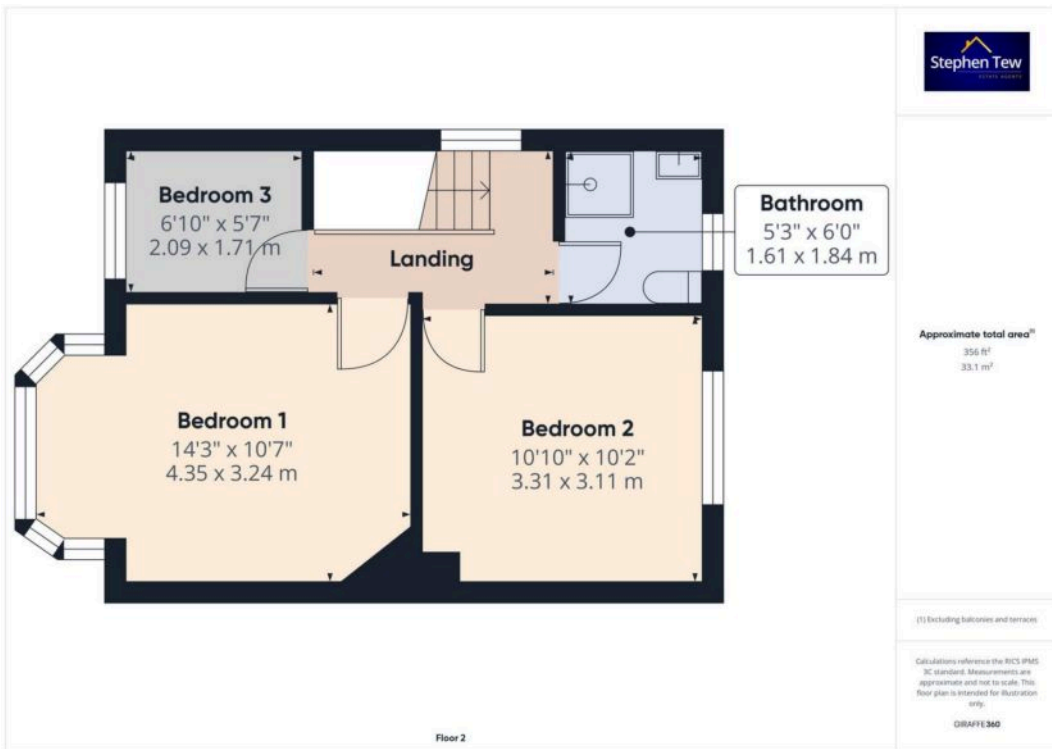 Stephen Tew
ESTATE AGENTS
Bedroom 3
6'10" x 5'7"
2.09 x 1.71 m
Landing
Bathroom
5'3" x 6'0"
1.61 x 1.84 m
Bedroom 1
14'3" x 10'7"
4.35 x 3.24 m
Bedroom 2
10'10" x 10'2"
3.31 x 3.11 m
Approximate total area(1)
356 ft²
33.1 m²
(1) Excluding balconies and terraces
Calculations reference the RICS IPMS
3C standard. Measurements are
approximate and not to scale. This
floor plan is intended for illustration
only.
GIRAFFE360
Floor 2